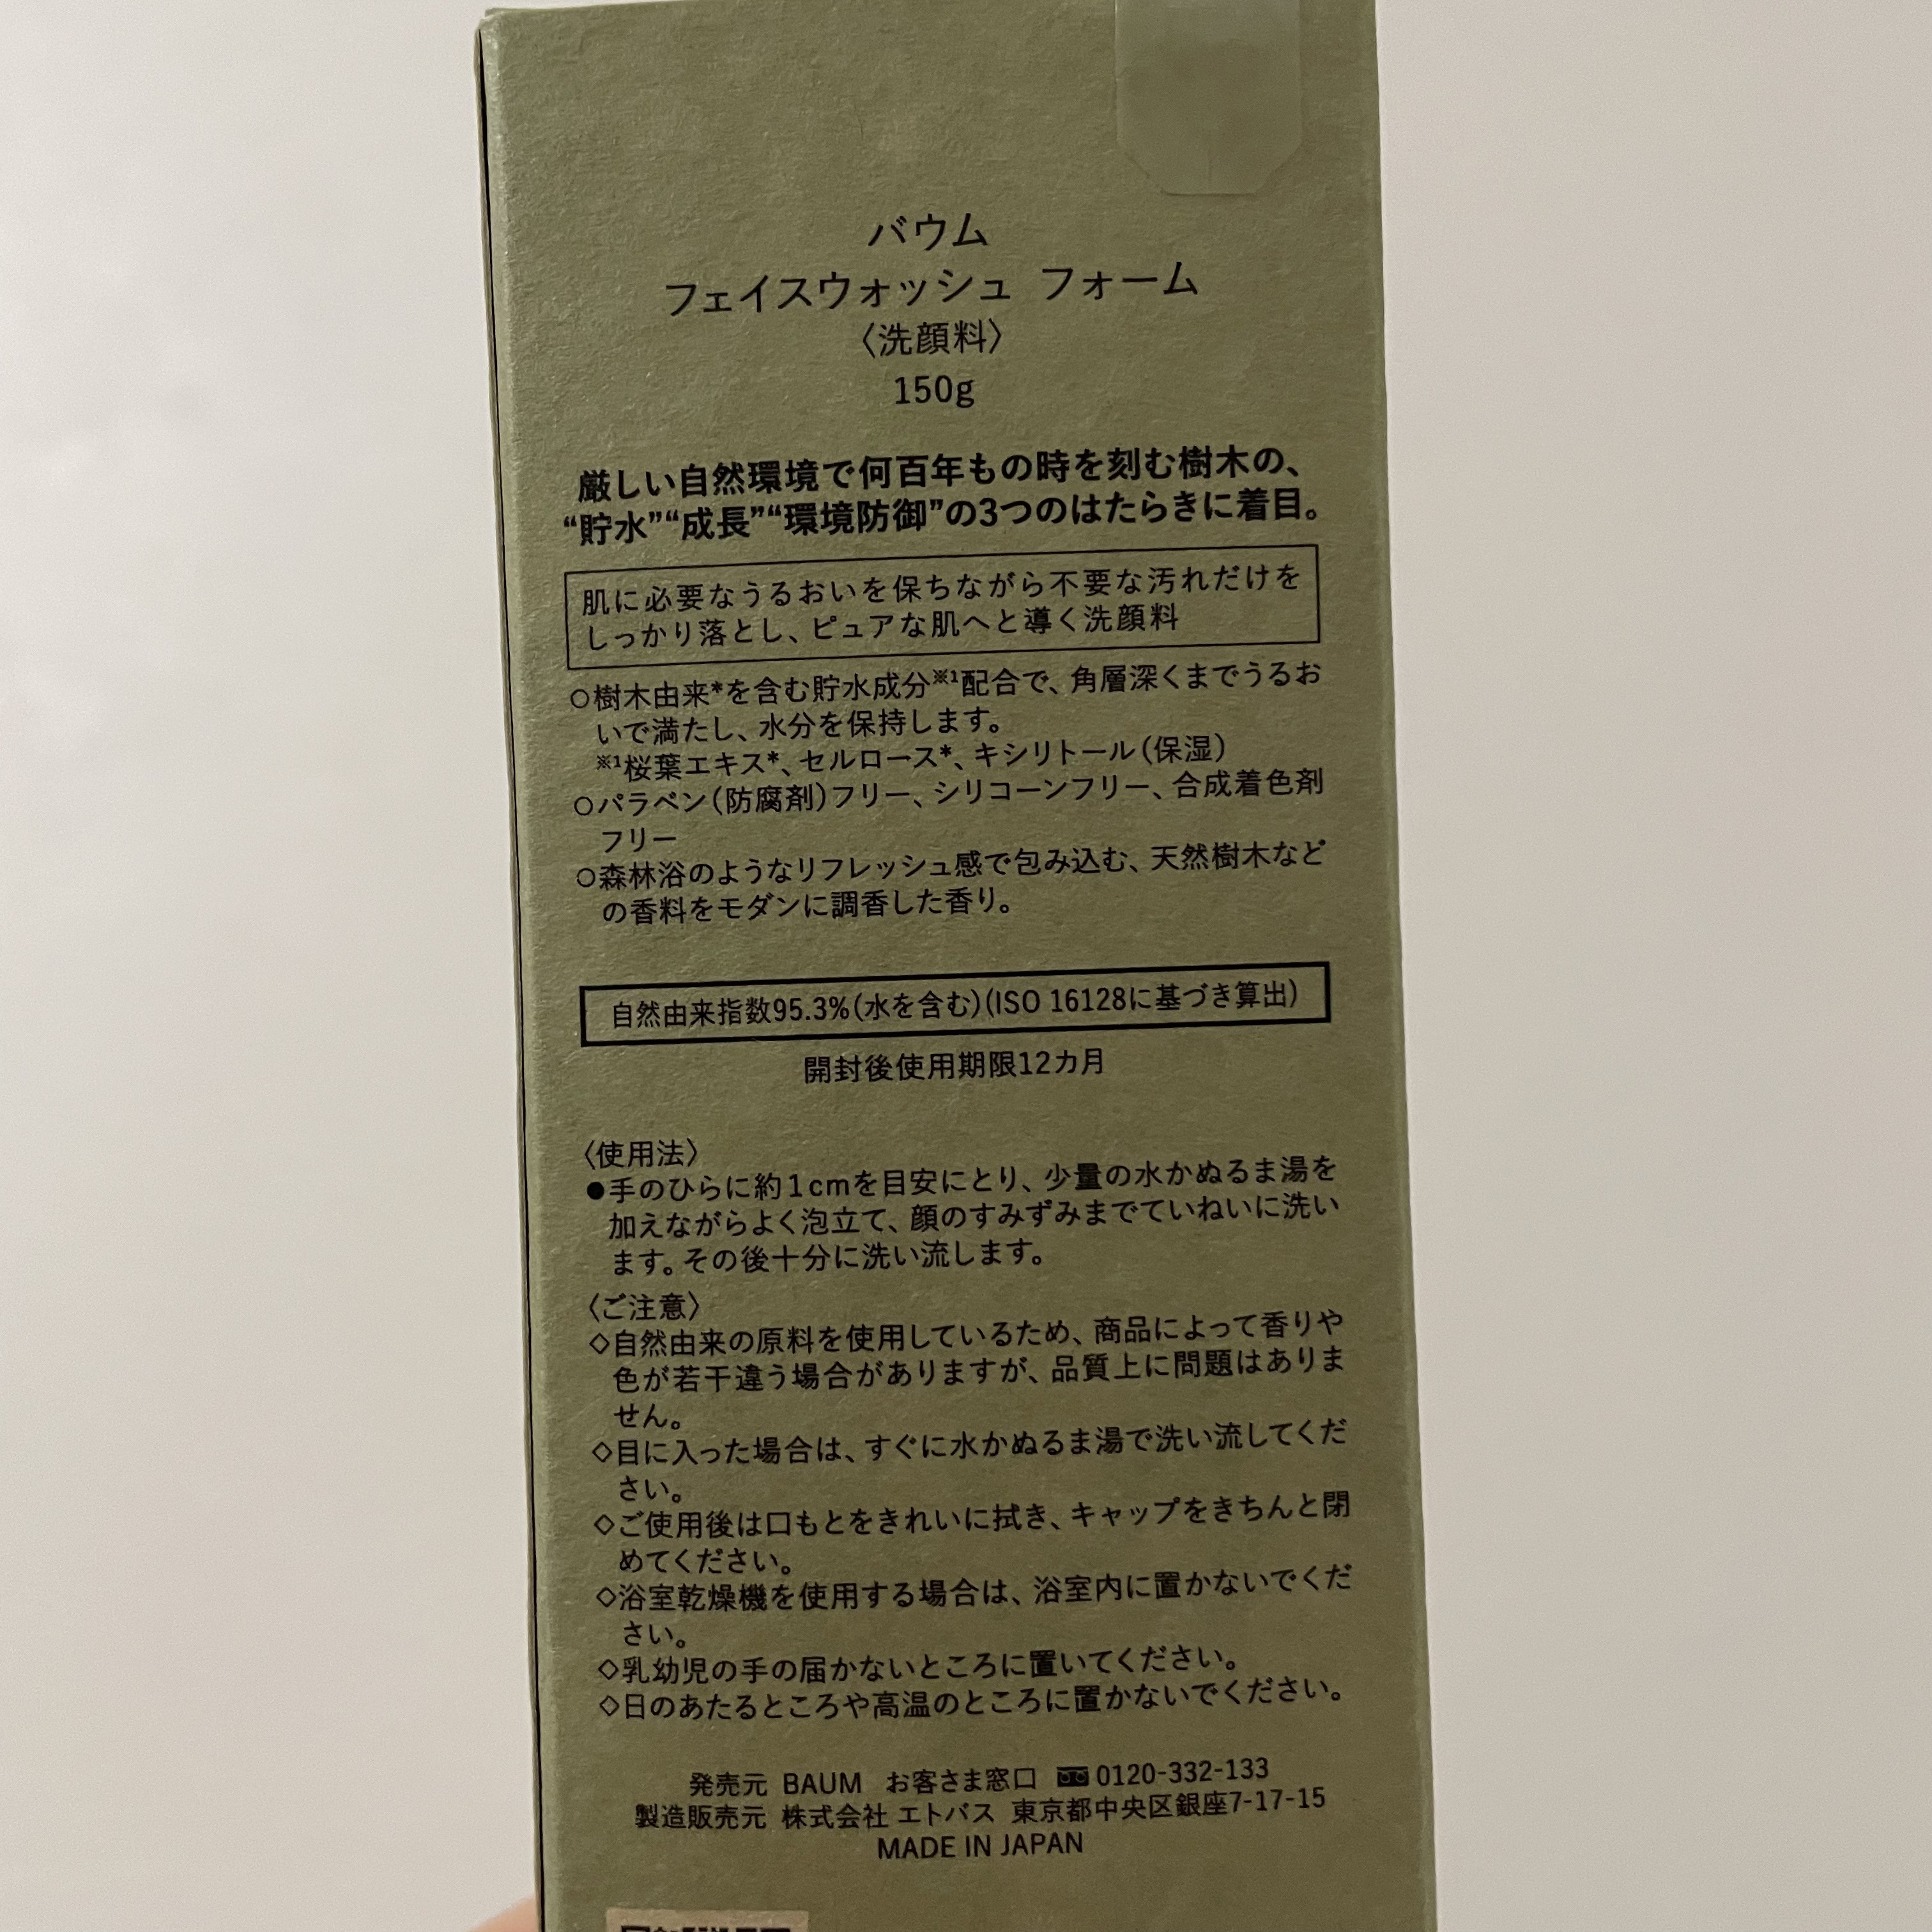 バウム
フェイスウォッシュ フォーム
〈洗顔料〉
150g
厳しい自然環境で何百年もの時を刻む樹木の、
“貯水”“成長”“環境防御”の3つのはたらきに着目。
肌に必要なうるおいを保ちながら不要な汚れだけを
しっかり落とし、ピュアな肌へと導く洗顔料
○樹木由来*を含む貯水成分※1配合で、角層深くまでうるお
いで満たし、水分を保持します。
※1桜葉エキス*、セルロース*、キシリトール(保湿)
○パラベン(防腐剤)フリー、シリコーンフリー、合成着色剤
フリー
○森林浴のようなリフレッシュ感で包み込む、天然樹木など
の香料をモダンに調香した香り。
自然由来指数95.3%(水を含む)(ISO 16128に基づき算出)
開封後使用期限12カ月
〈使用法〉
●手のひらに約1cmを目安にとり、少量の水かぬるま湯を
加えながらよく泡立て、顔のすみずみまでていねいに洗い
ます。その後十分に洗い流します。
〈ご注意〉
◇自然由来の原料を使用しているため、商品によって香りや
色が若干違う場合がありますが、品質上に問題はありま
せん。
◇目に入った場合は、すぐに水かぬるま湯で洗い流してくだ
さい。
◇ご使用後は口もとをきれいに拭き、キャップをきちんと閉
めてください。
◇浴室乾燥機を使用する場合は、浴室内に置かないでくだ
さい。
◇乳幼児の手の届かないところに置いてください。
◇日のあたるところや高温のところに置かないでください。
発売元 BAUM お客さま窓口 0120-332-133
製造販売元 株式会社 エトバス 東京都中央区銀座7-17-15
MADE IN JAPAN